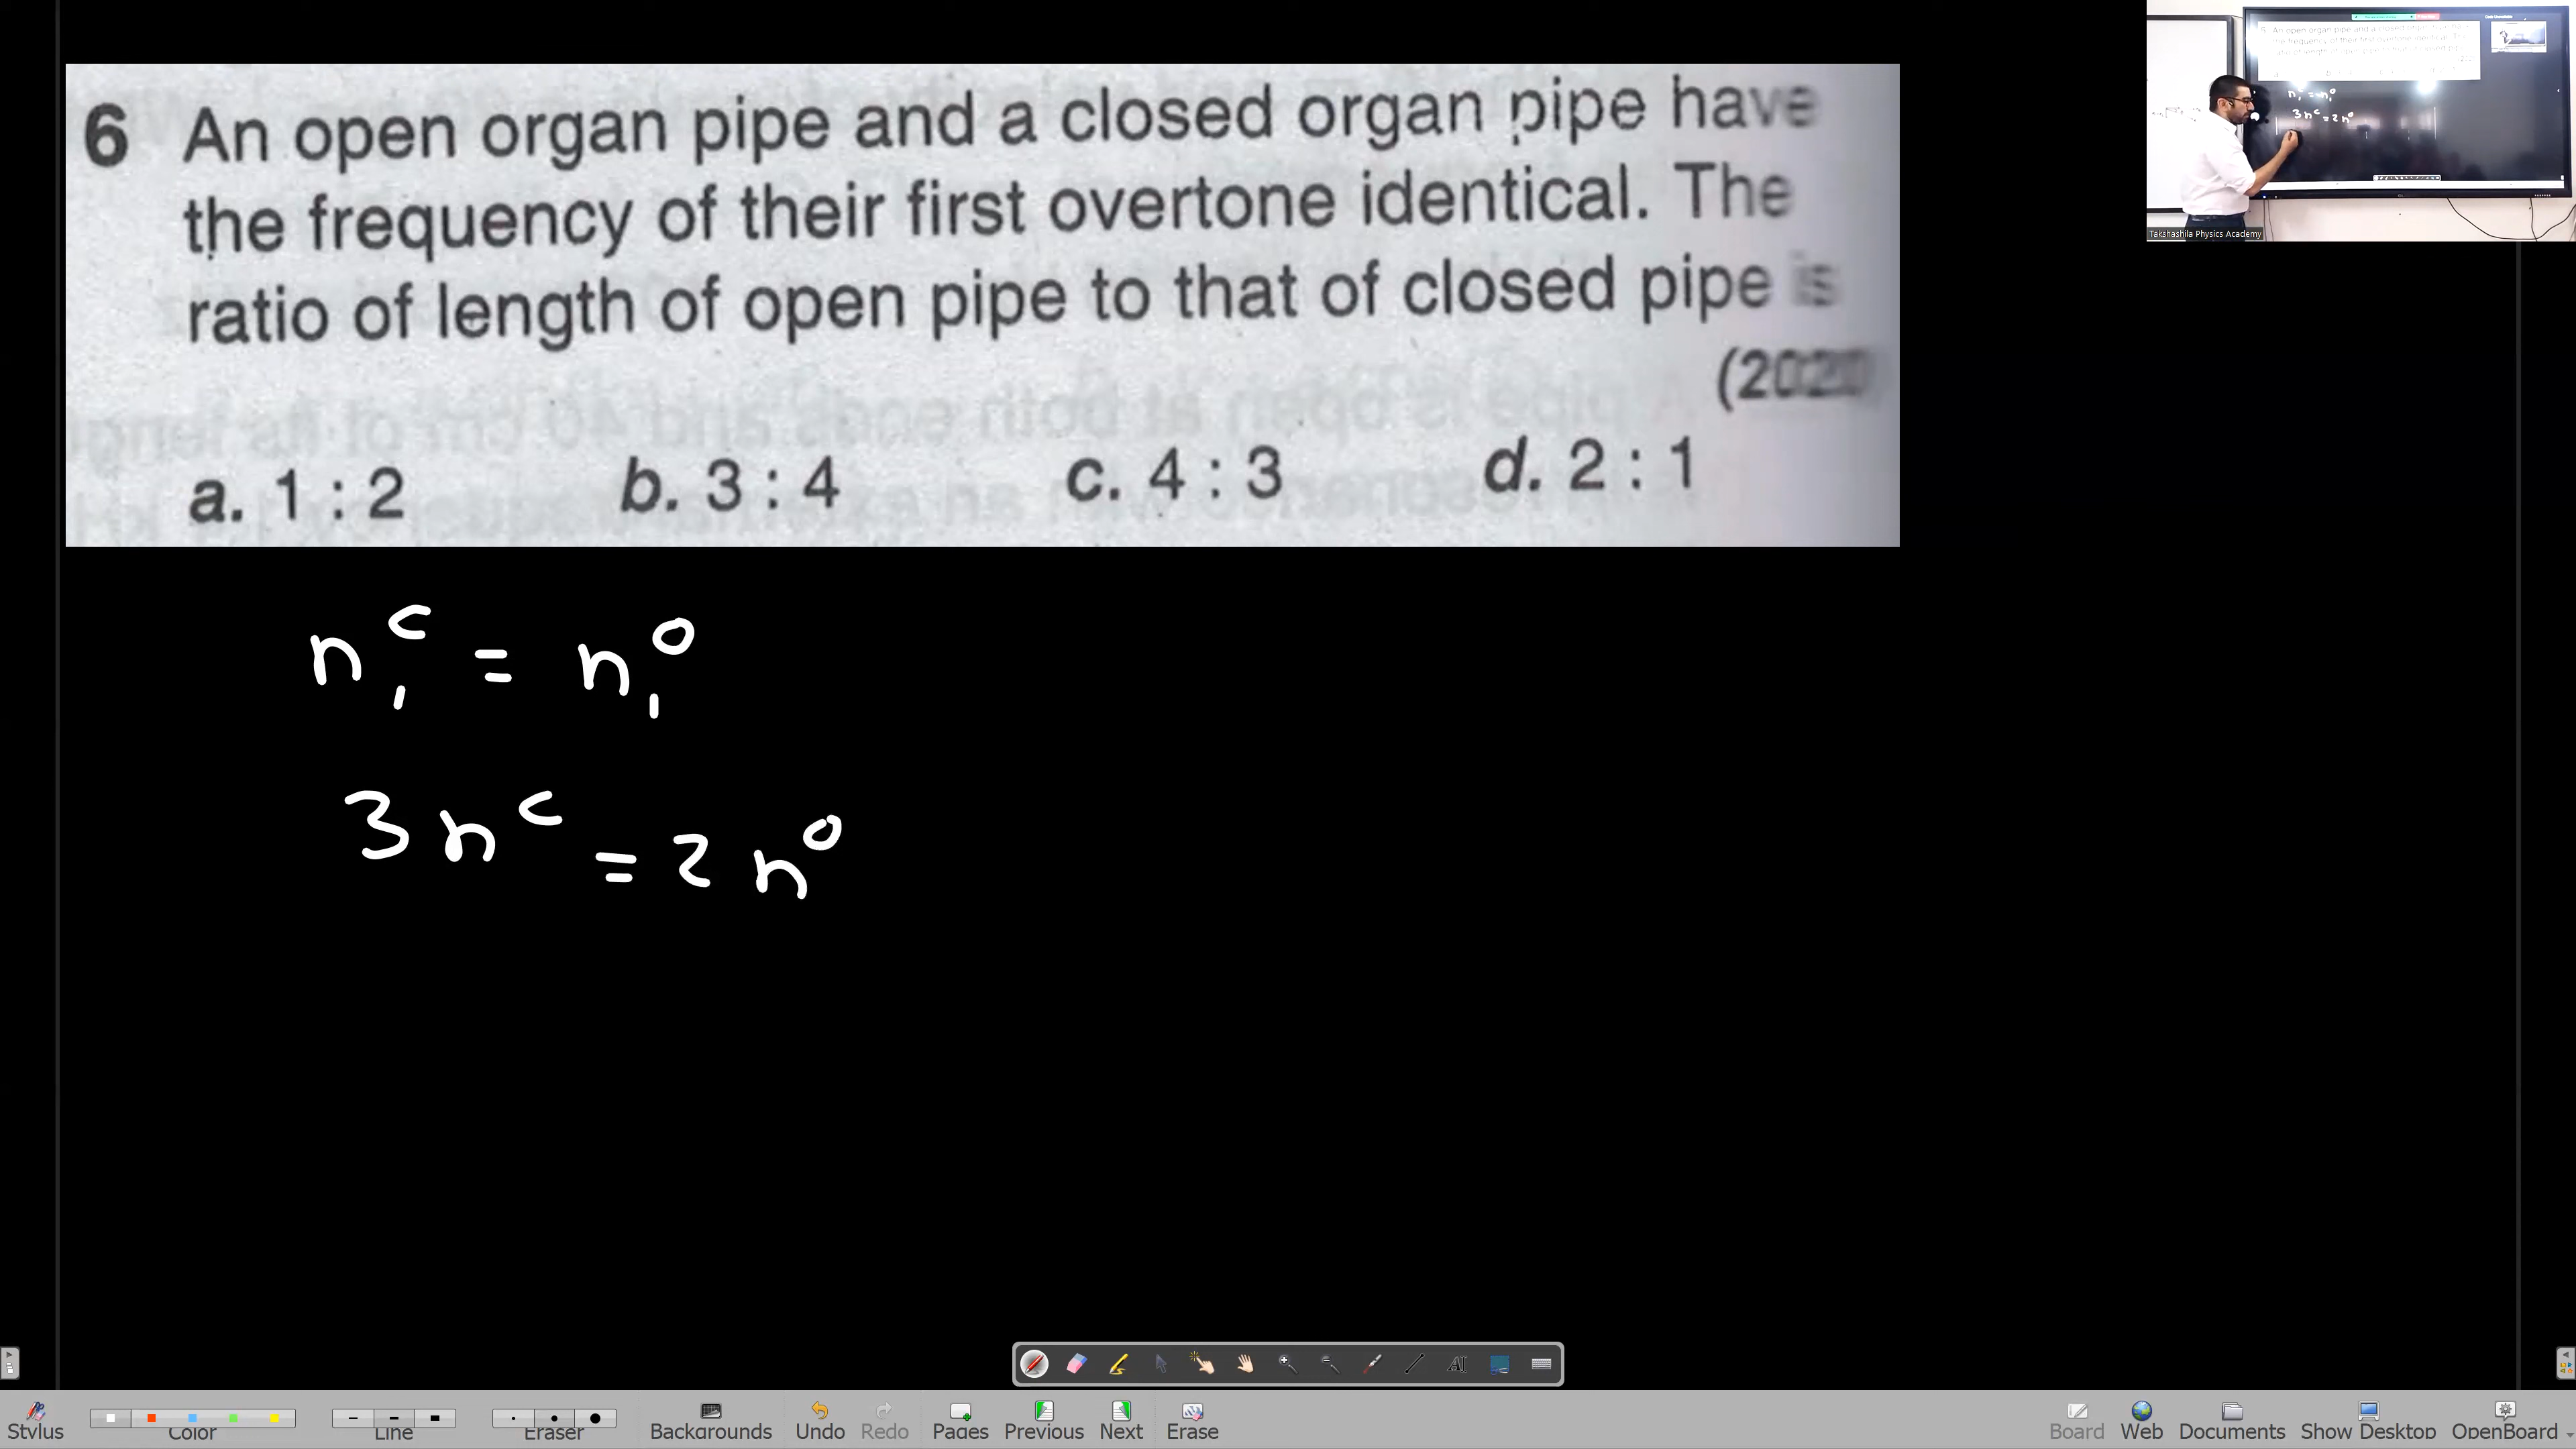 6 An open organ pipe and a closed organ pipe have
the frequency of their first overtone identical. The
ratio of length of open pipe to that of closed pipe is
(2020
a. 1 : 2 b. 3 : 4 c. 4 : 3 d. 2 : 1
n₁ᶜ = n₁ᴼ
3nᶜ = 2nᴼ
Takshashila Physics Academy
Stylus Color Line Eraser Backgrounds Undo Redo Pages Previous Next Erase Board Web Documents Show Desktop OpenBoard